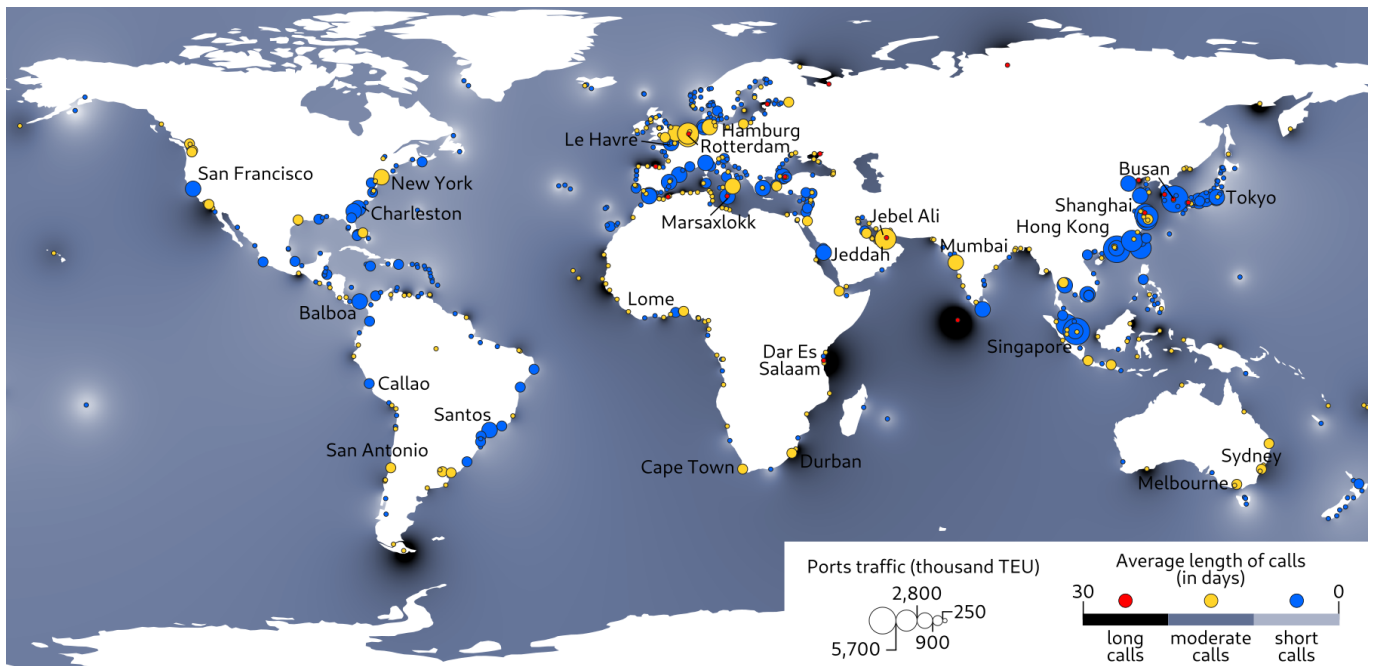 Hamburg
Le Havre
Rotterdam
San Francisco
Busan
New York
Shanghai
Tokyo
Charleston
Marsaxlokk
Jebel Ali
Hong Kong
Mumbai
Jeddah
Lome
Balboa
Singapore
Dar Es
Salaam
Callao
Santos
San Antonio
Cape Town
Durban
Sydney
Melbourne
Ports traffic (thousand TEU)
2,800
250
5,700
900
Average length of calls
(in days)
30
0
long
calls
moderate
calls
short
calls